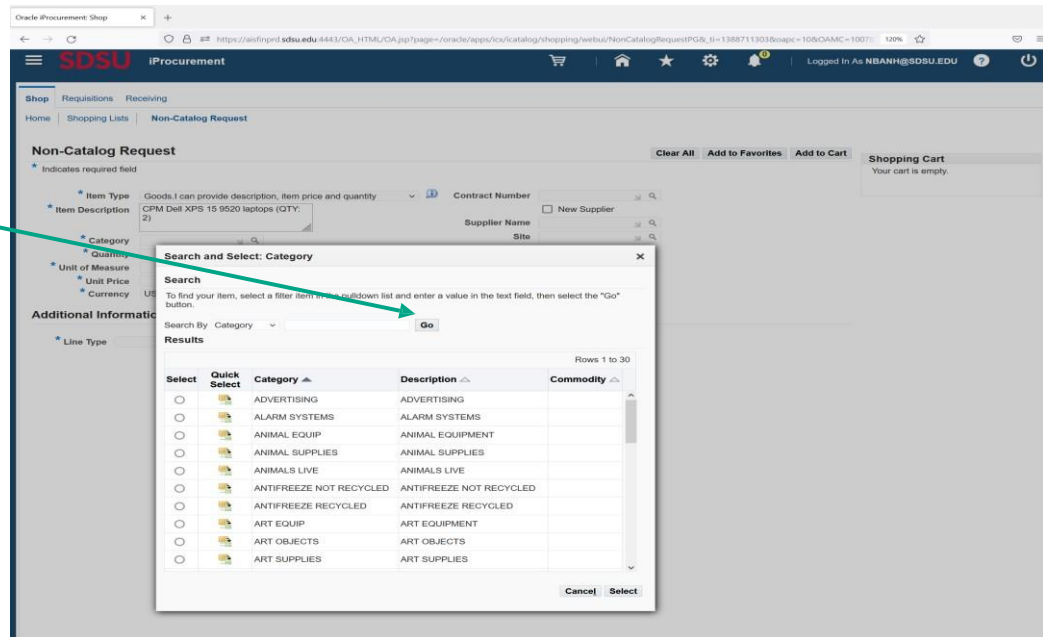 Oracle iProcurement: Shop
https://aisfinprd.sdsu.edu:4443/OA_HTML/OA.jsp?page=/oracle/apps/icx/icatalog/shopping/webui/NonCatalogRequestPG&_ti=1388711303&oapc=10&OAMC=1007 120%
SDSU iProcurement Logged In As NBANH@SDSU.EDU
0
Shop Requisitions Receiving
Home Shopping Lists Non-Catalog Request
Non-Catalog Request Clear All Add to Favorites Add to Cart
* Indicates required field
Shopping Cart
Your cart is empty.
* Item Type Goods.I can provide description, item price and quantity
Contract Number
* Item Description CPM Dell XPS 15 9520 laptops (QTY: 2)
New Supplier
Supplier Name
Site
* Category
* Quantity
* Unit of Measure
* Unit Price
* Currency US
Additional Informatic
* Line Type
Search and Select: Category
Search
To find your item, select a filter item in the pulldown list and enter a value in the text field, then select the "Go"
button.
Search By Category Go
Results
Rows 1 to 30
Select Quick Select Category Description Commodity
ADVERTISING ADVERTISING
ALARM SYSTEMS ALARM SYSTEMS
ANIMAL EQUIP ANIMAL EQUIPMENT
ANIMAL SUPPLIES ANIMAL SUPPLIES
ANIMALS LIVE ANIMALS LIVE
ANTIFREEZE NOT RECYCLED ANTIFREEZE NOT RECYCLED
ANTIFREEZE RECYCLED ANTIFREEZE RECYCLED
ART EQUIP ART EQUIPMENT
ART OBJECTS ART OBJECTS
ART SUPPLIES ART SUPPLIES
Cancel Select